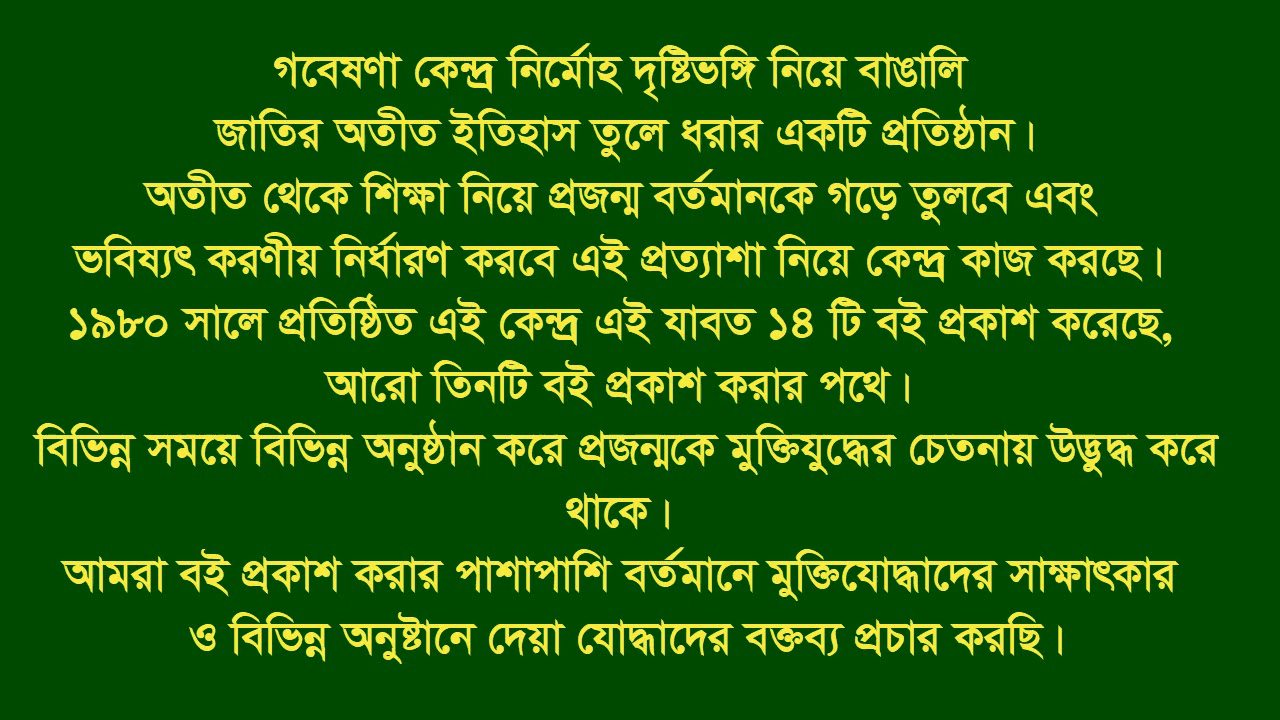 গবেষণা কেন্দ্র নির্মোহ দৃষ্টিভঙ্গি নিয়ে বাঙালি
জাতির অতীত ইতিহাস তুলে ধরার একটি প্রতিষ্ঠান।
অতীত থেকে শিক্ষা নিয়ে প্রজন্ম বর্তমানকে গড়ে তুলবে এবং
ভবিষ্যৎ করণীয় নির্ধারণ করবে এই প্রত্যাশা নিয়ে কেন্দ্র কাজ করছে।
১৯৮০ সালে প্রতিষ্ঠিত এই কেন্দ্র এই যাবত ১৪ টি বই প্রকাশ করেছে,
আরো তিনটি বই প্রকাশ করার পথে।
বিভিন্ন সময়ে বিভিন্ন অনুষ্ঠান করে প্রজন্মকে মুক্তিযুদ্ধের চেতনায় উদ্ভুদ্ধ করে
থাকে।
আমরা বই প্রকাশ করার পাশাপাশি বর্তমানে মুক্তিযোদ্ধাদের সাক্ষাৎকার
ও বিভিন্ন অনুষ্টানে দেয়া যোদ্ধাদের বক্তব্য প্রচার করছি।